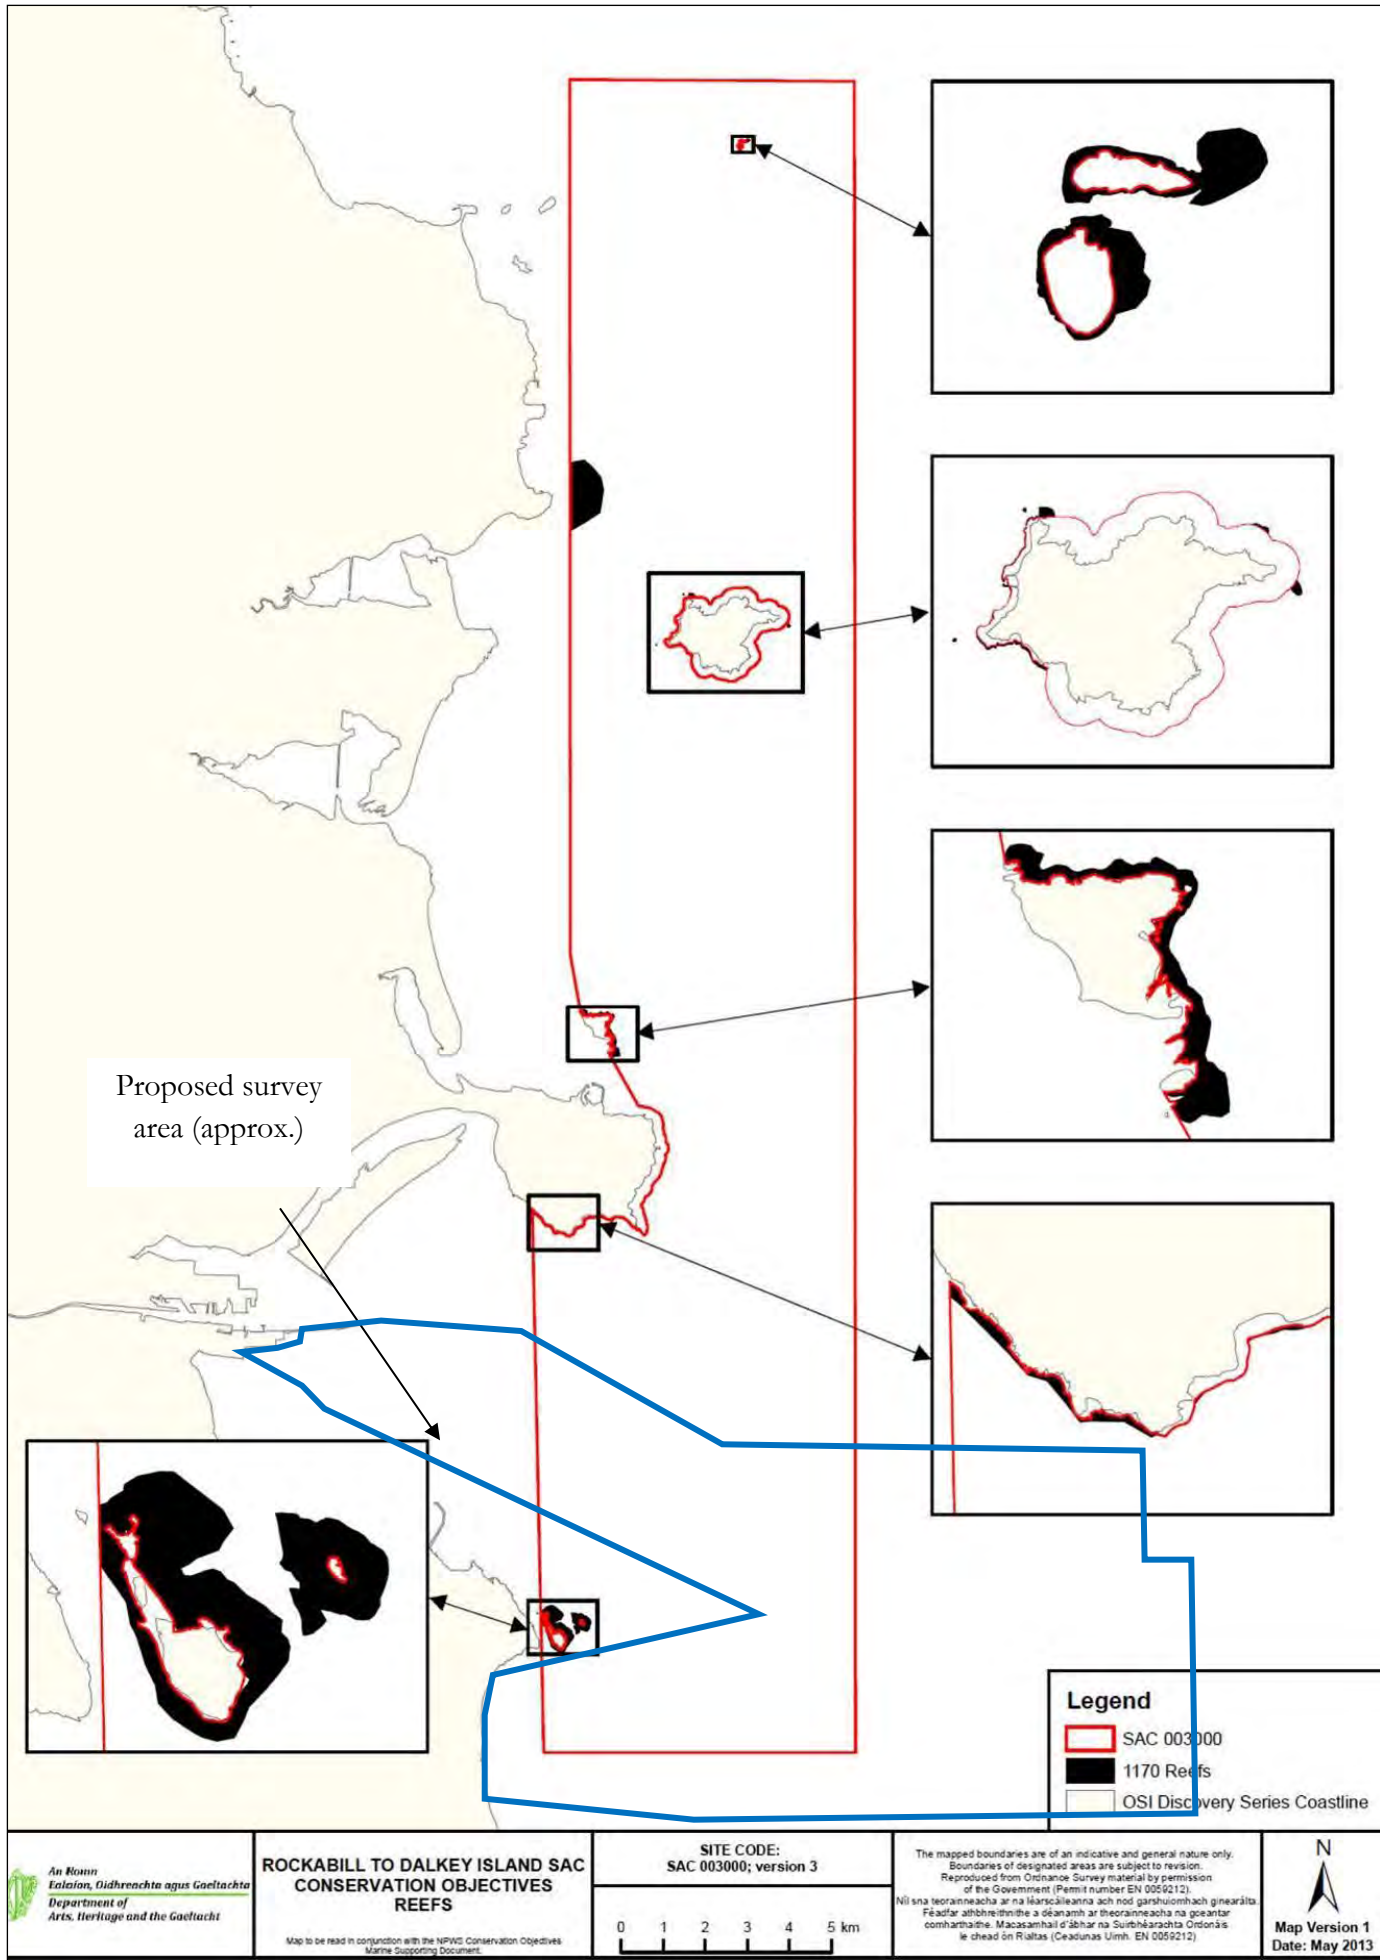 Proposed survey
area (approx.)
Legend
SAC 003000
1170 Reefs
OSI Discovery Series Coastline
An Roinn
Ealaíon, Oidhreachta agus Gaeltachta
Department of
Arts, Heritage and the Gaeltacht
ROCKABILL TO DALKEY ISLAND SAC
CONSERVATION OBJECTIVES
REEFS
Map to be read in conjunction with the NPWS Conservation Objectives
Marine Supporting Document.
SITE CODE:
SAC 003000; version 3
0 1 2 3 4 5 km
The mapped boundaries are of an indicative and general nature only.
Boundaries of designated areas are subject to revision.
Reproduced from Ordnance Survey material by permission
of the Government (Permit number EN 0059212).
Níl sna teorainneacha ar na léarscáileanna ach nod garshuiomhach ginearálta.
Féadfar athbhreithnithe a déanamh ar theorainneacha na gceantar
comharthaithe. Macasamhail d'ábhar na Suirbhéarachta Ordonáis
le chead ón Rialtas (Ceadunas Uimh. EN 0059212)
N
Map Version 1
Date: May 2013